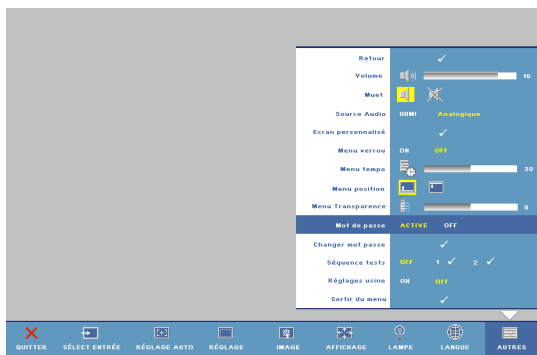 Retour
Volume 16
Muet
Source Audio HDMI Analogique
Ecran personnalisé
Menu verrou ON OFF
Menu tempo 30
Menu position
Menu Transparence 0
Mot de passe ACTIVE OFF
Changer mot passe
Séquence tests OFF 1 2
Réglages usine ON OFF
Sortir du menu
QUITTER SÉLECT ENTRÉE RÉGLAGE AUTO RÉGLAGE IMAGE AFFICHAGE LAMPE LANGUE AUTRES